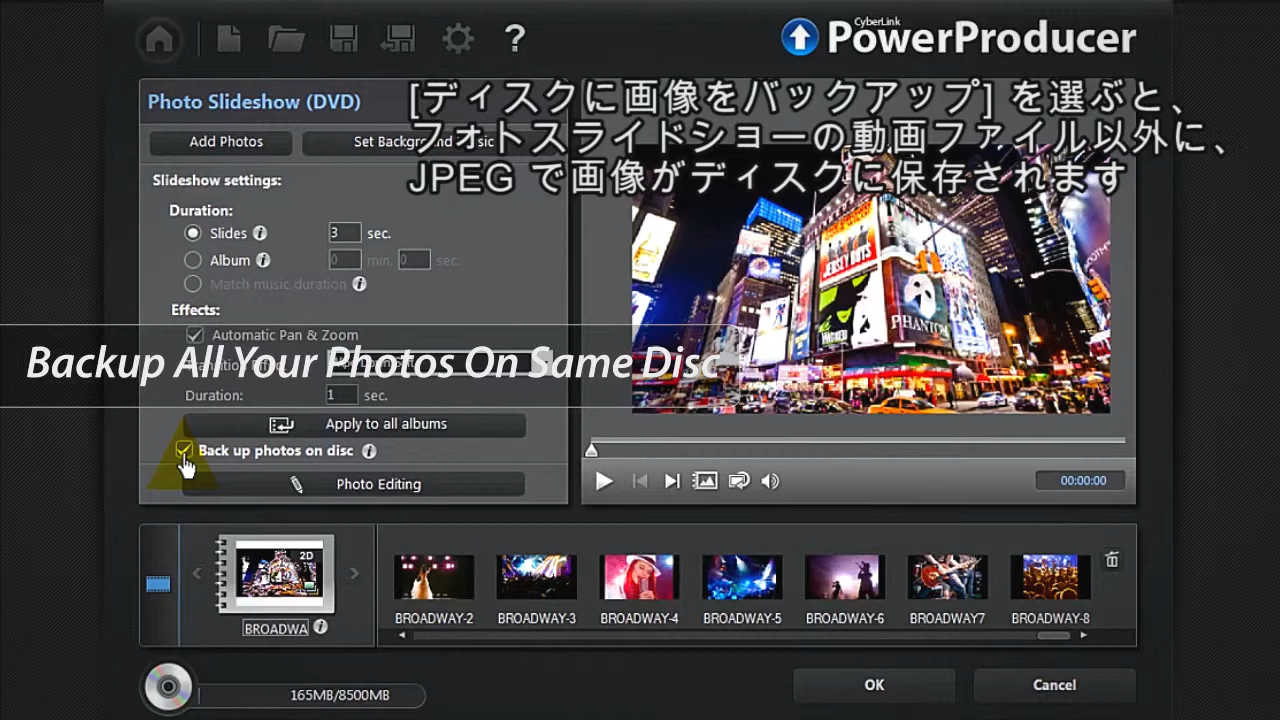 CyberLink
PowerProducer
?
Photo Slideshow (DVD)
[ディスクに画像をバックアップ] を選ぶと、
フォトスライドショーの動画ファイル以外に、
JPEG で画像がディスクに保存されます
Add Photos
Set Background Music
Slideshow settings:
Duration:
Slides
3 sec.
Album
0 min. 0 sec.
Match music duration
Effects:
Automatic Pan & Zoom
Backup All Your Photos On Same Disc
Duration:
1 sec.
Apply to all albums
Back up photos on disc
Photo Editing
JERSEY BOYS
WICKED
PHANTOM
00:00:00
2D
BROADWA
BROADWAY-2
BROADWAY-3
BROADWAY-4
BROADWAY-5
BROADWAY-6
BROADWAY7
BROADWAY-8
165MB/8500MB
OK
Cancel